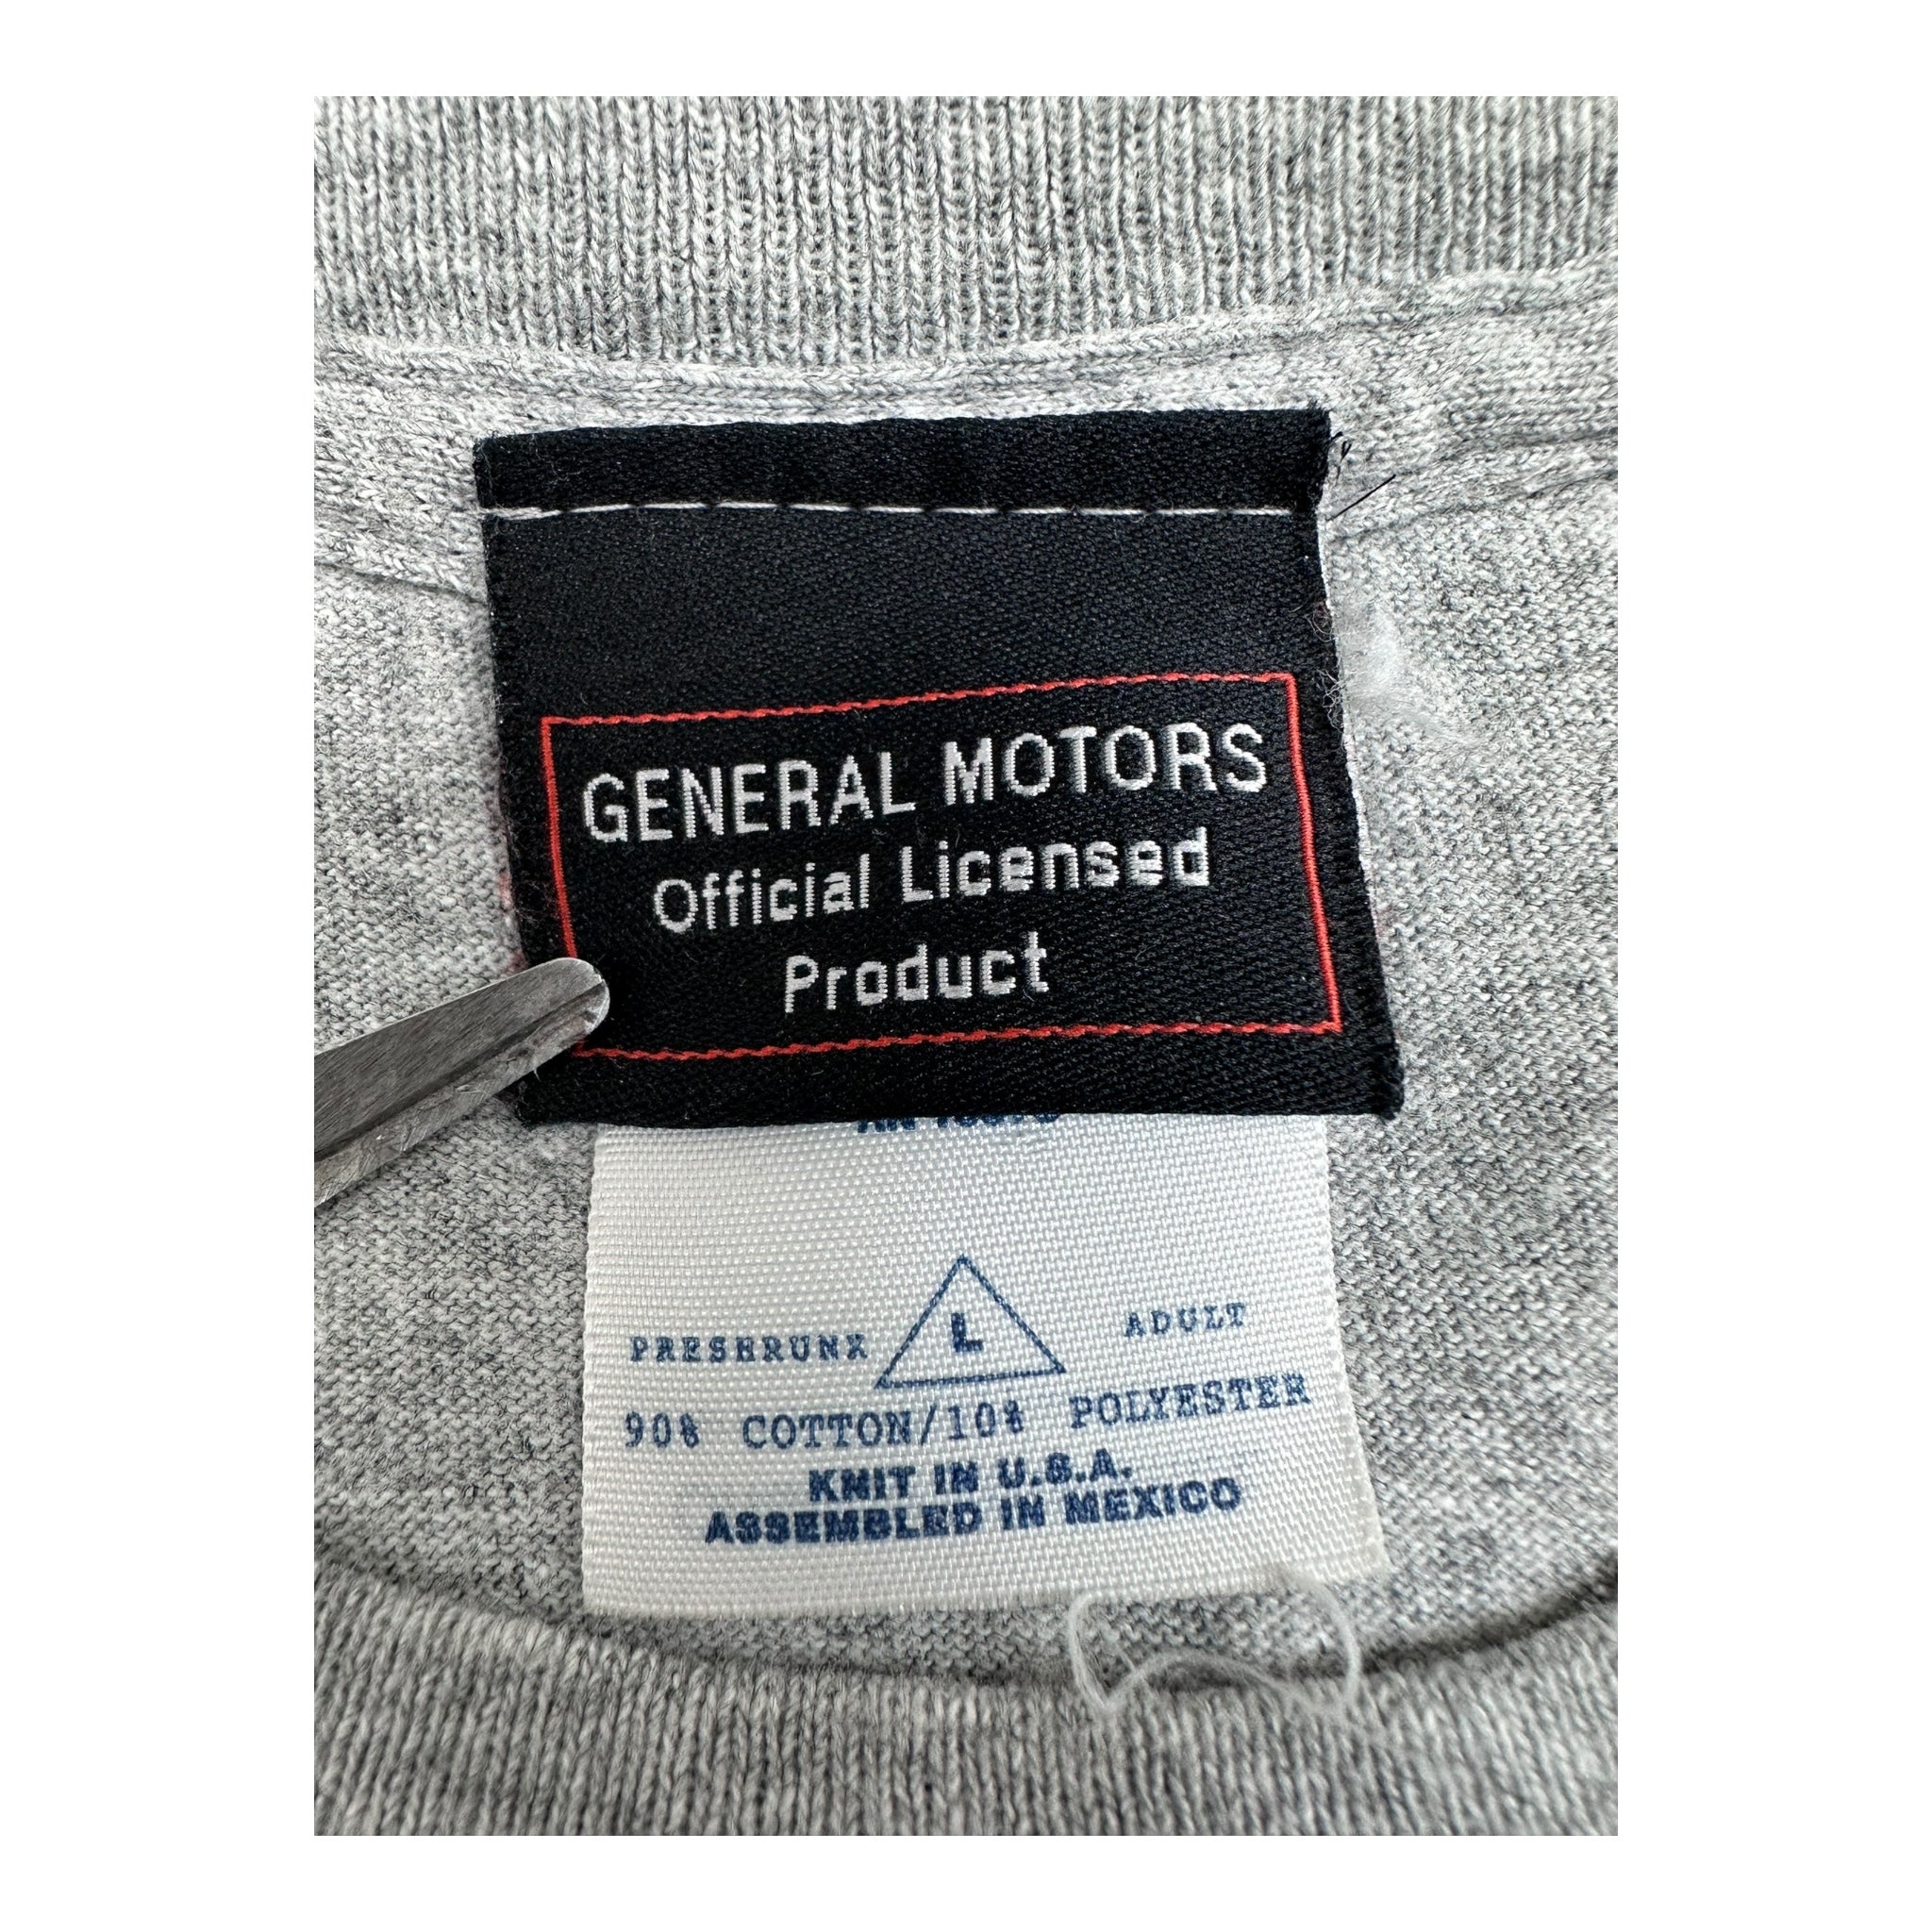 GENERAL MOTORS
Official Licensed
Product
L
PRESHRUNK ADULT
90% COTTON/10% POLYESTER
KNIT IN U.S.A.
ASSEMBLED IN MEXICO